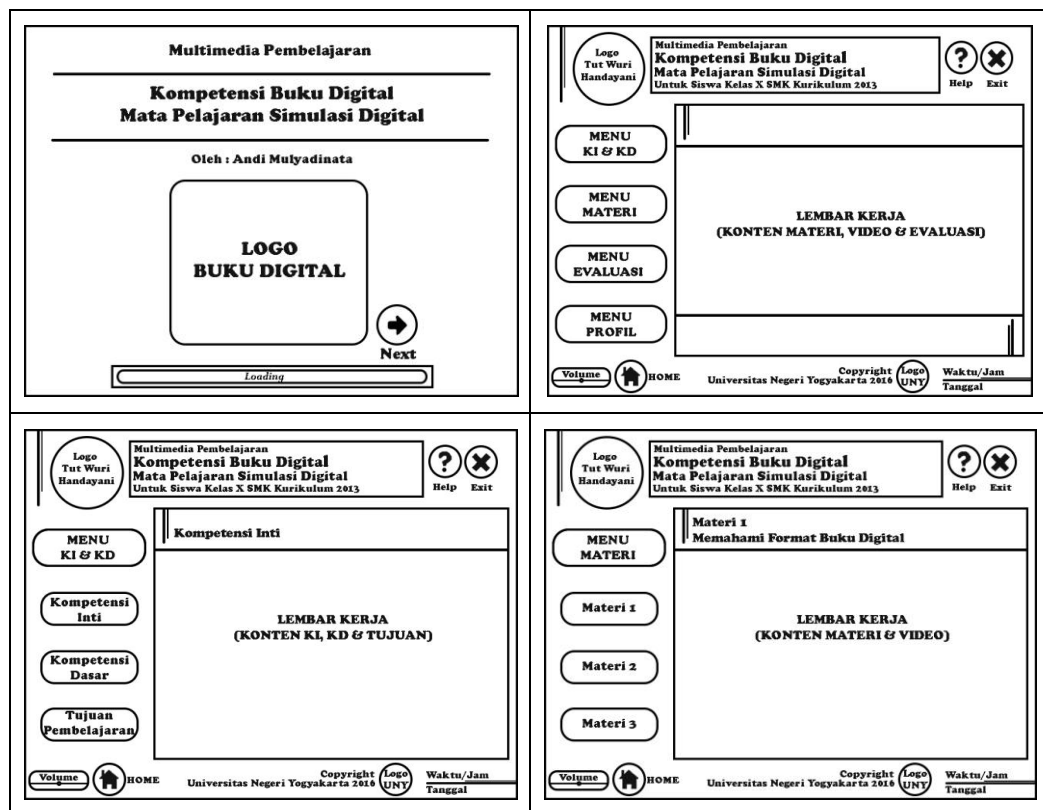 Multimedia Pembelajaran
Kompetensi Buku Digital
Mata Pelajaran Simulasi Digital
Oleh : Andi Mulyadinata
LOGO
BUKU DIGITAL
Next
Loading
Logo
Tut Wuri
Handayani
Multimedia Pembelajaran
Kompetensi Buku Digital
Mata Pelajaran Simulasi Digital
Untuk Siswa Kelas X SMK Kurikulum 2013
?
Help
Exit
MENU
KI & KD
MENU
MATERI
MENU
EVALUASI
MENU
PROFIL
LEMBAR KERJA
(KONTEN MATERI, VIDEO & EVALUASI)
Volume
HOME
Copyright
Universitas Negeri Yogyakarta 2016
Logo
UNY
Waktu/Jam
Tanggal
Logo
Tut Wuri
Handayani
Multimedia Pembelajaran
Kompetensi Buku Digital
Mata Pelajaran Simulasi Digital
Untuk Siswa Kelas X SMK Kurikulum 2013
?
Help
Exit
MENU
KI & KD
Kompetensi
Inti
Kompetensi
Dasar
Tujuan
Pembelajaran
Kompetensi Inti
LEMBAR KERJA
(KONTEN KI, KD & TUJUAN)
Volume
HOME
Copyright
Universitas Negeri Yogyakarta 2016
Logo
UNY
Waktu/Jam
Tanggal
Logo
Tut Wuri
Handayani
Multimedia Pembelajaran
Kompetensi Buku Digital
Mata Pelajaran Simulasi Digital
Untuk Siswa Kelas X SMK Kurikulum 2013
?
Help
Exit
MENU
MATERI
Materi 1
Materi 2
Materi 3
Materi 1
Memahami Format Buku Digital
LEMBAR KERJA
(KONTEN MATERI & VIDEO)
Volume
HOME
Copyright
Universitas Negeri Yogyakarta 2016
Logo
UNY
Waktu/Jam
Tanggal